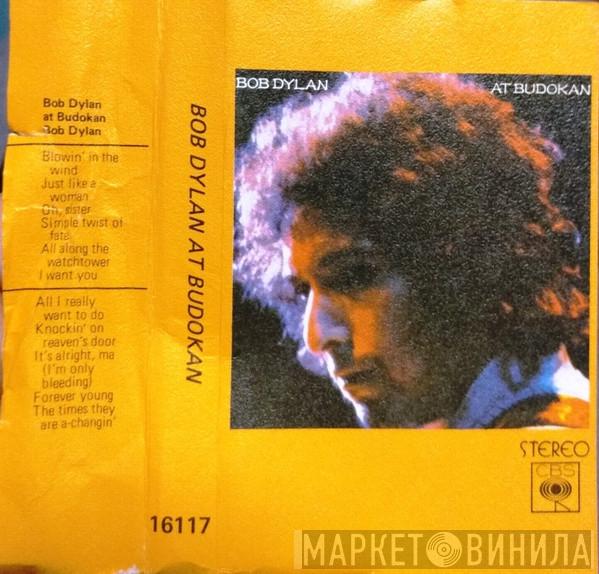 Bob Dylan
at Budokan
Bob Dylan
Blowin' in the
wind
Just like a
woman
Oh, sister
Simple twist of
fate
All along the
watchtower
I want you
All I really
want to do
Knockin' on
reaven's door
It's alright, ma
(I'm only
bleeding)
Forever young
The times they
are a-changin'
BOB DYLAN AT BUDOKAN
16117
BOB DYLAN
AT BUDOKAN
STEREO
CBS
МАРКЕТ ВИНИЛА